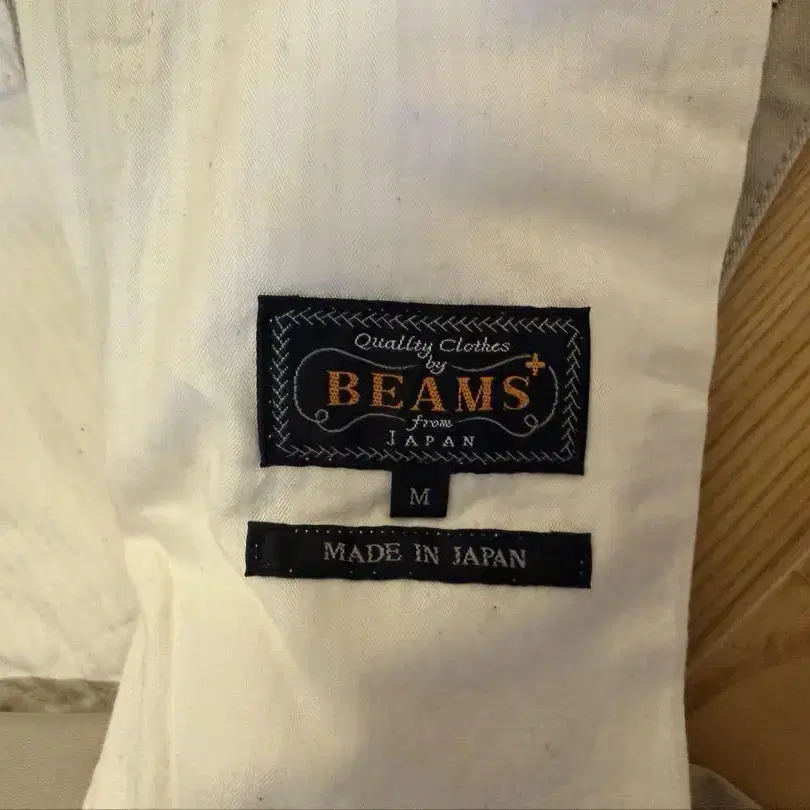 Quality Clothes
by
BEAMS+
from
JAPAN
M
MADE IN JAPAN